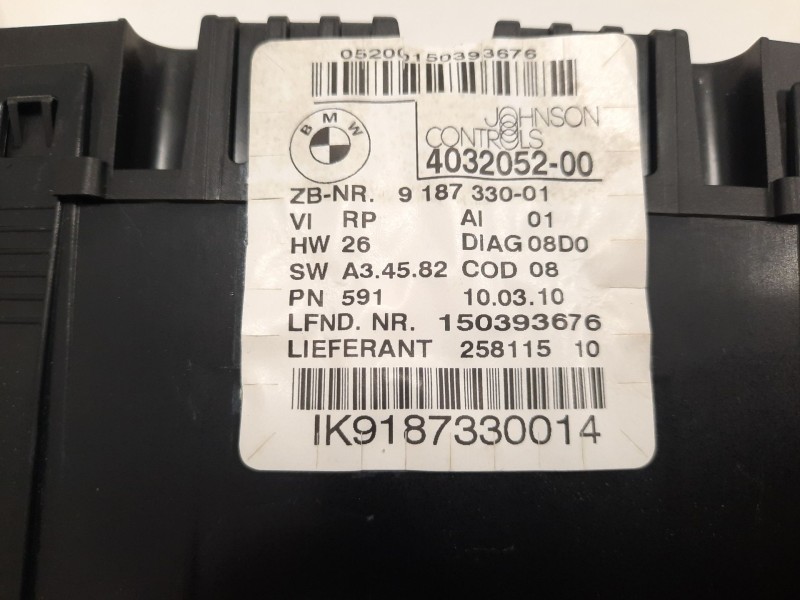 05200150393676
BMW
JOHNSON
CONTROLS
4032052-00
ZB-NR. 9 187 330-01
VI RP AI 01
HW 26 DIAG 08D0
SW A3.45.82 COD 08
PN 591 10.03.10
LFND. NR. 150393676
LIEFERANT 258115 10
IK9187330014